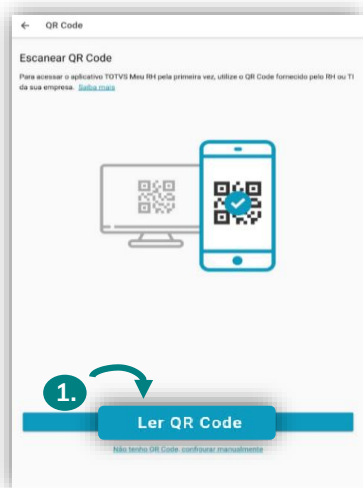 ← QR Code
Escanear QR Code
Para acessar o aplicativo TOTVS Meu RH pela primeira vez, utilize o QR Code fornecido pelo RH ou TI
da sua empresa. Saiba mais
1.
Ler QR Code
Não tenho QR Code, configurar manualmente